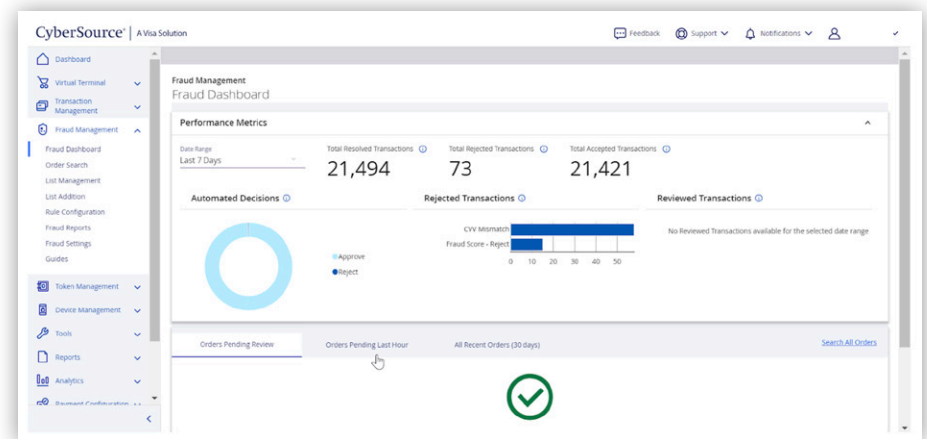 CyberSource® | A Visa Solution
Feedback
Support
Notifications
Dashboard
Virtual Terminal
Transaction
Management
Fraud Management
Fraud Dashboard
Order Search
List Management
List Addition
Rule Configuration
Fraud Reports
Fraud Settings
Guides
Token Management
Device Management
Tools
Reports
Analytics
Payment Configuration
Fraud Management
Fraud Dashboard
Performance Metrics
Date Range
Last 7 Days
Total Resolved Transactions
21,494
Total Rejected Transactions
73
Total Accepted Transactions
21,421
Automated Decisions
Approve
Reject
Rejected Transactions
CVV Mismatch
Fraud Score - Reject
0 10 20 30 40 50
Reviewed Transactions
No Reviewed Transactions available for the selected date range
Orders Pending Review
Orders Pending Last Hour
All Recent Orders (30 days)
Search All Orders